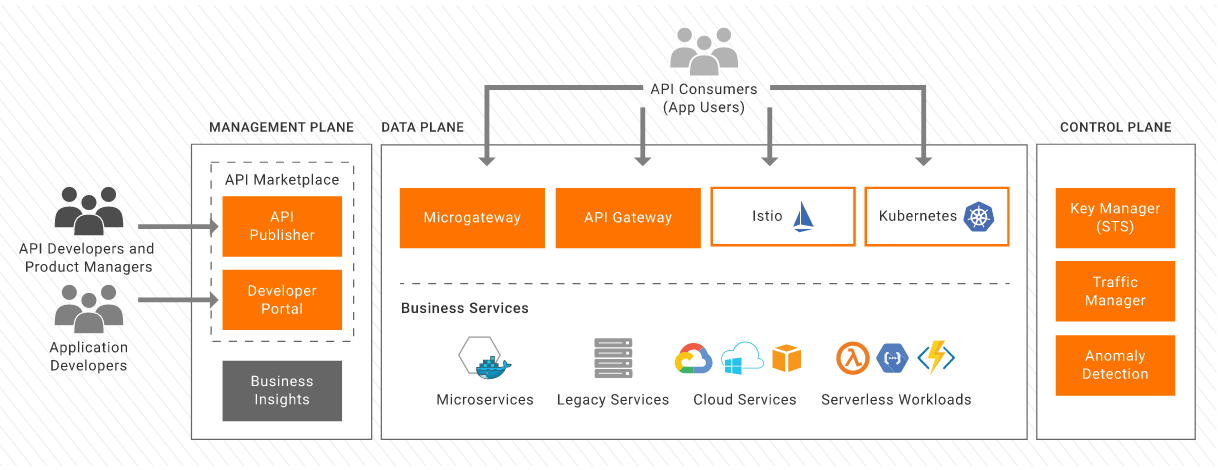 API Consumers
(App Users)
MANAGEMENT PLANE
DATA PLANE
CONTROL PLANE
API Marketplace
API
Publisher
Developer
Portal
Business
Insights
API Developers and
Product Managers
Application
Developers
Microgateway
API Gateway
Istio
Kubernetes
Business Services
Microservices
Legacy Services
Cloud Services
Serverless Workloads
Key Manager
(STS)
Traffic
Manager
Anomaly
Detection